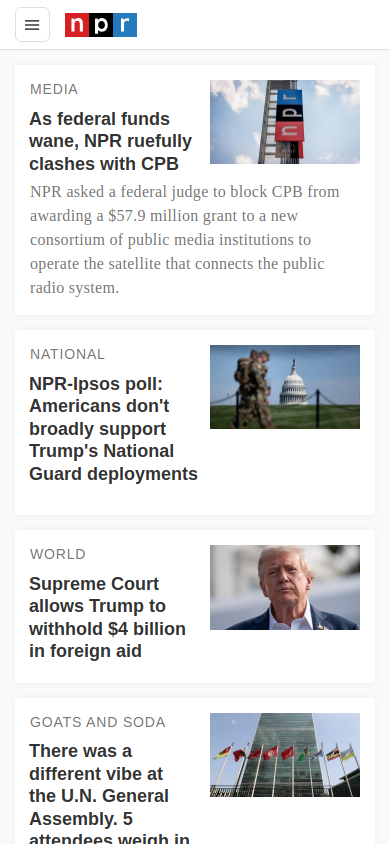 npr
MEDIA
As federal funds
wane, NPR ruefully
clashes with CPB
npr
NPR asked a federal judge to block CPB from
awarding a $57.9 million grant to a new
consortium of public media institutions to
operate the satellite that connects the public
radio system.
NATIONAL
NPR-Ipsos poll:
Americans don't
broadly support
Trump's National
Guard deployments
WORLD
Supreme Court
allows Trump to
withhold $4 billion
in foreign aid
GOATS AND SODA
There was a
different vibe at
the U.N. General
Assembly. 5
attendees weigh in